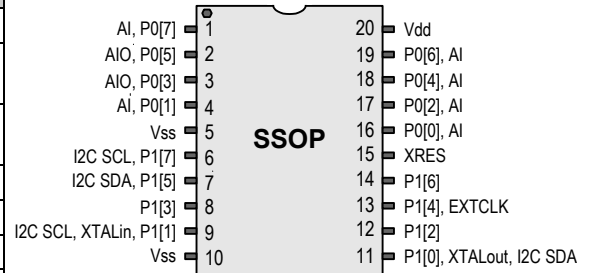 AI, P0[7] 1 20 Vdd
AIO, P0[5] 2 19 P0[6], AI
AIO, P0[3] 3 18 P0[4], AI
AI, P0[1] 4 17 P0[2], AI
Vss 5 SSOP 16 P0[0], AI
I2C SCL, P1[7] 6 15 XRES
I2C SDA, P1[5] 7 14 P1[6]
P1[3] 8 13 P1[4], EXTCLK
I2C SCL, XTALin, P1[1] 9 12 P1[2]
Vss 10 11 P1[0], XTALout, I2C SDA